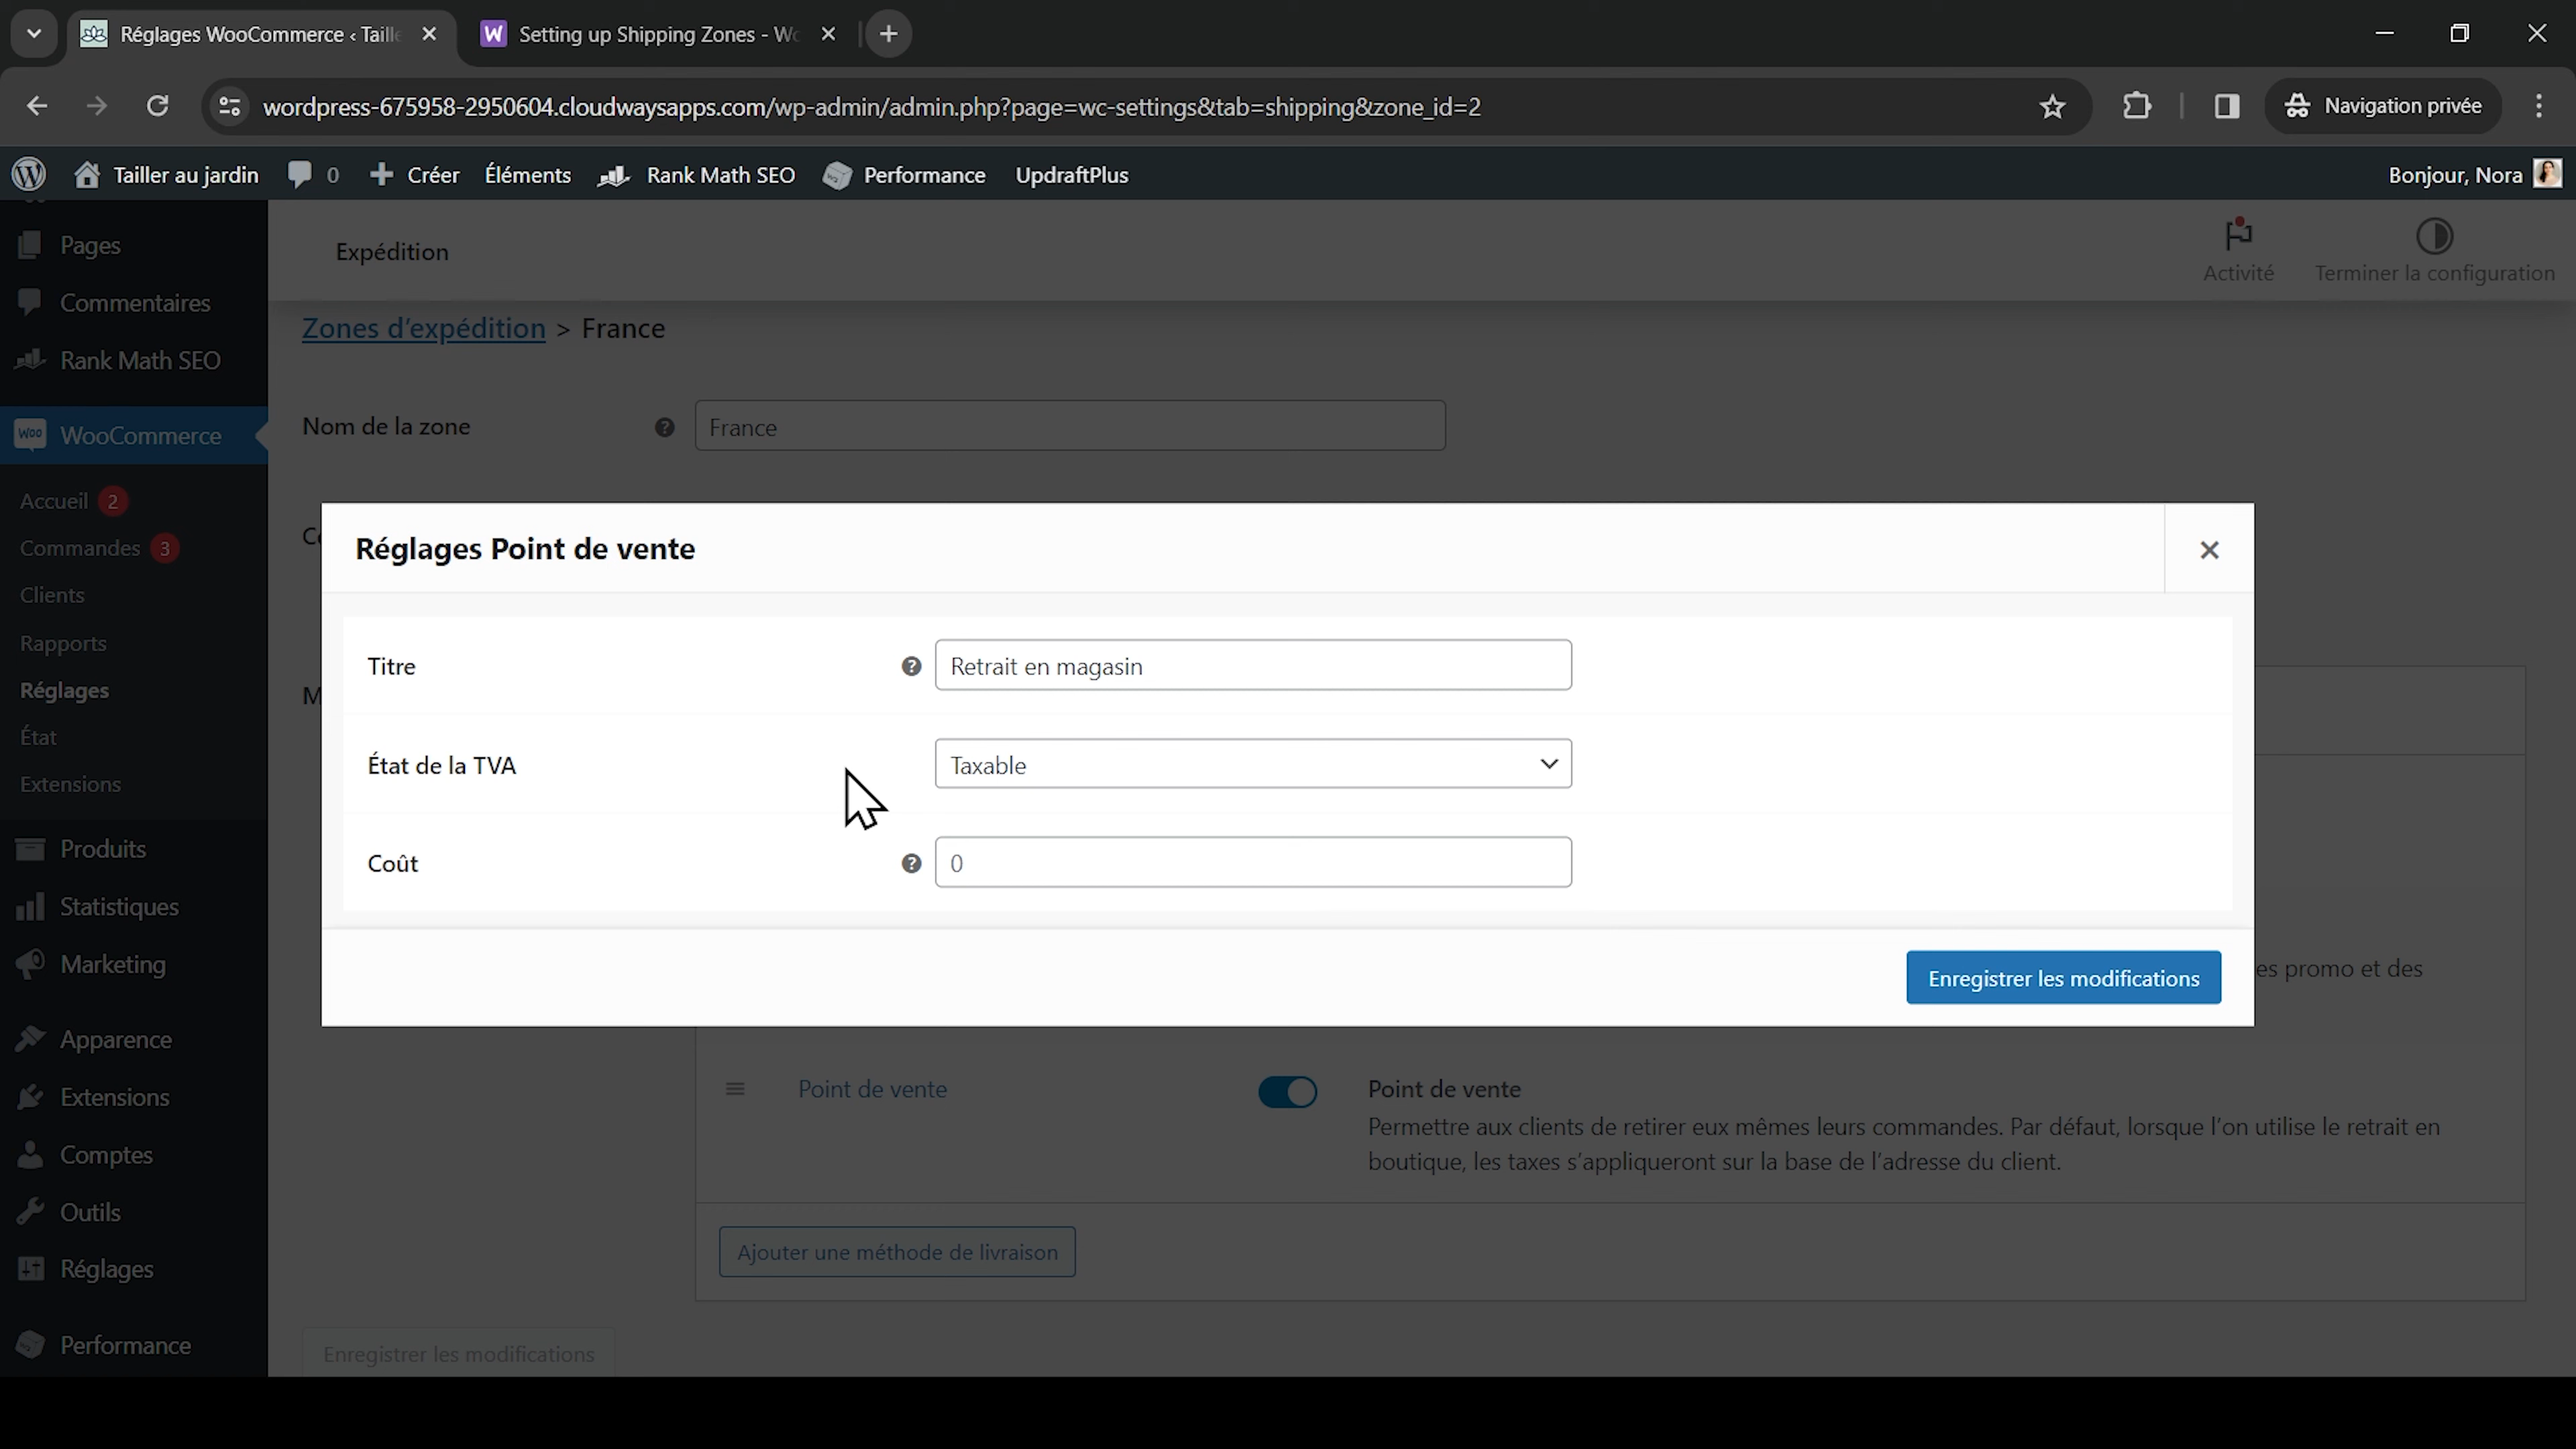 Réglages WooCommerce ‹ Taille
Setting up Shipping Zones - Wo
wordpress-675958-2950604.cloudwaysapps.com/wp-admin/admin.php?page=wc-settings&tab=shipping&zone_id=2
Navigation privée
Tailler au jardin
0
Créer
Éléments
Rank Math SEO
Performance
UpdraftPlus
Bonjour, Nora
Pages
Commentaires
Rank Math SEO
WooCommerce
Accueil 2
Commandes 3
Clients
Rapports
Réglages
État
Extensions
Produits
Statistiques
Marketing
Apparence
Extensions
Comptes
Outils
Réglages
Performance
Expédition
Activité
Terminer la configuration
Zones d’expédition > France
Nom de la zone
France
Réglages Point de vente
Titre
Retrait en magasin
État de la TVA
Taxable
Coût
0
Enregistrer les modifications
es promo et des
Point de vente
Point de vente
Permettre aux clients de retirer eux mêmes leurs commandes. Par défaut, lorsque l’on utilise le retrait en
boutique, les taxes s’appliqueront sur la base de l’adresse du client.
Ajouter une méthode de livraison
Enregistrer les modifications